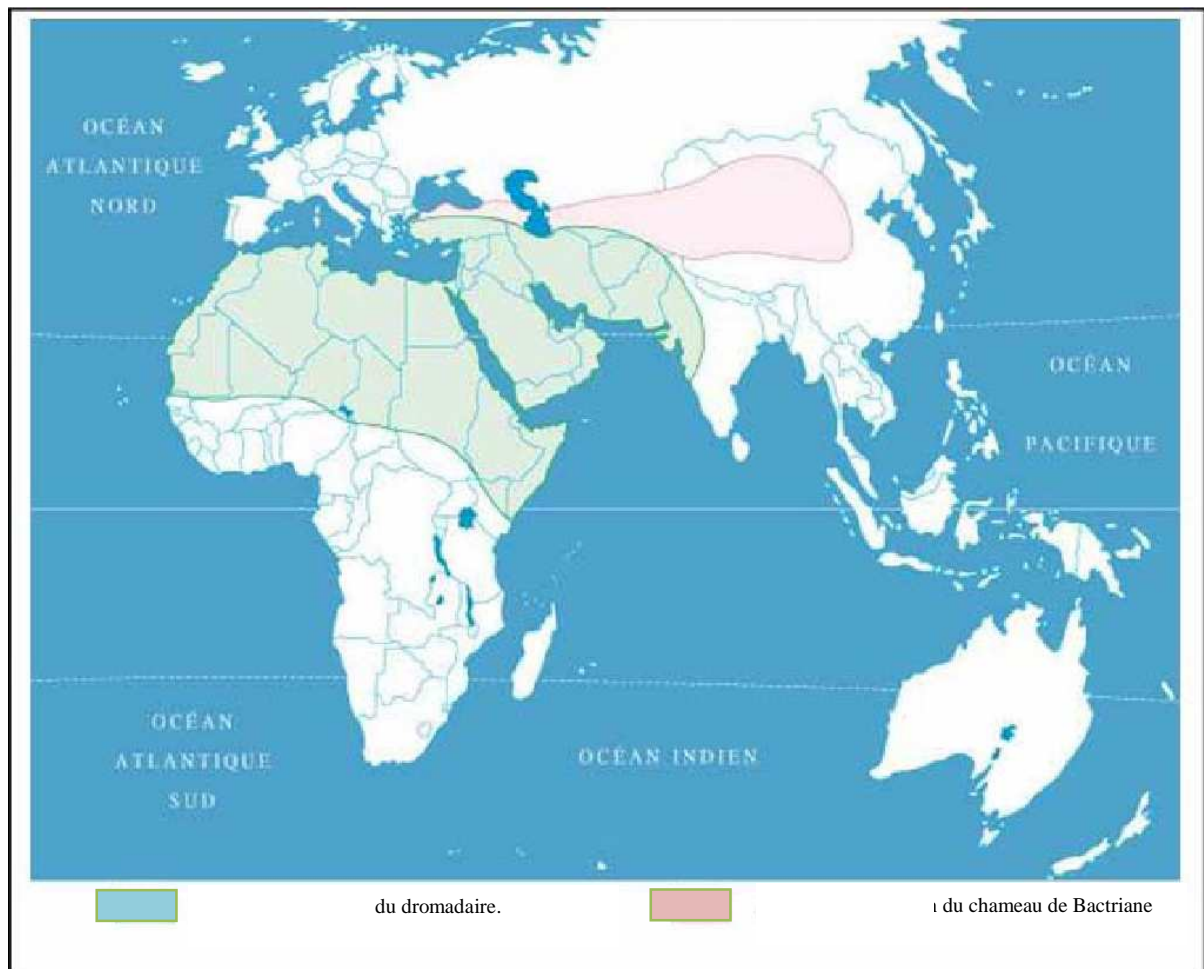 OCÉAN
ATLANTIQUE
NORD
OCÉAN
PACIFIQUE
OCÉAN
ATLANTIQUE
SUD
OCÉAN INDIEN
du dromadaire.
du chameau de Bactriane